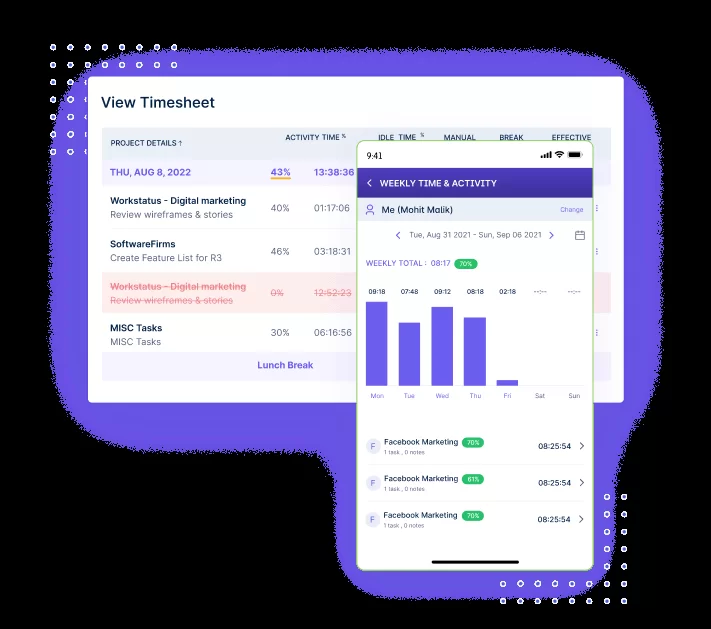 View Timesheet
PROJECT DETAILS↑ ACTIVITY TIME % IDLE TIME % MANUAL BREAK EFFECTIVE
THU, AUG 8, 2022 43% 13:38:36
Workstatus - Digital marketing
Review wireframes & stories
40% 01:17:06
SoftwareFirms
Create Feature List for R3
46% 03:18:31
Workstatus - Digital marketing
Review wireframes & stories
0% 12:52:23
MISC Tasks
MISC Tasks
30% 06:16:56
Lunch Break
9:41
WEEKLY TIME & ACTIVITY
Me (Mohit Malik) Change
Tue, Aug 31 2021 - Sun, Sep 06 2021
WEEKLY TOTAL : 08:17 70%
09:18 07:48 09:12 08:18 02:18 --:-- --:--
Mon Tue Wed Thu Fri Sat Sun
F Facebook Marketing 70%
1 task , 0 notes
08:25:54
F Facebook Marketing 61%
1 task , 0 notes
08:25:54
F Facebook Marketing 70%
1 task , 0 notes
08:25:54